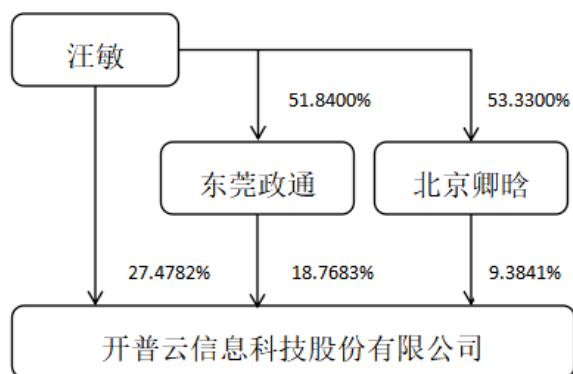 汪敏
51.8400%
53.3300%
东莞政通
北京卿晗
27.4782%
18.7683%
9.3841%
开普云信息科技股份有限公司